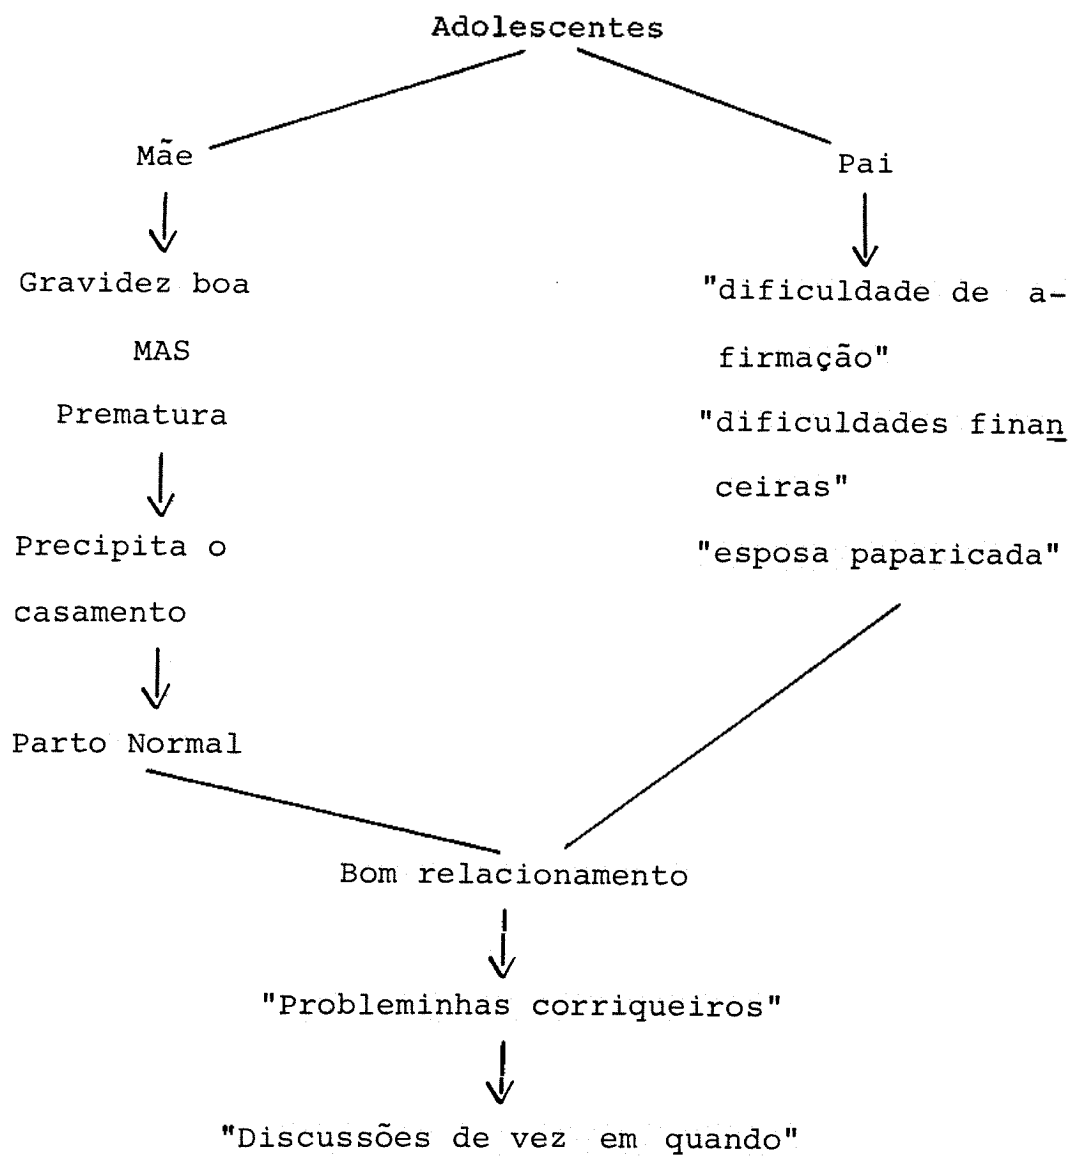 Adolescentes
Mãe
Pai
Gravidez boa
MAS
Prematura
Precipita o
casamento
Parto Normal
"dificuldade de a-
firmação"
"dificuldades finan
ceiras"
"esposa paparicada"
Bom relacionamento
"Probleminhas corriqueiros"
"Discussões de vez em quando"